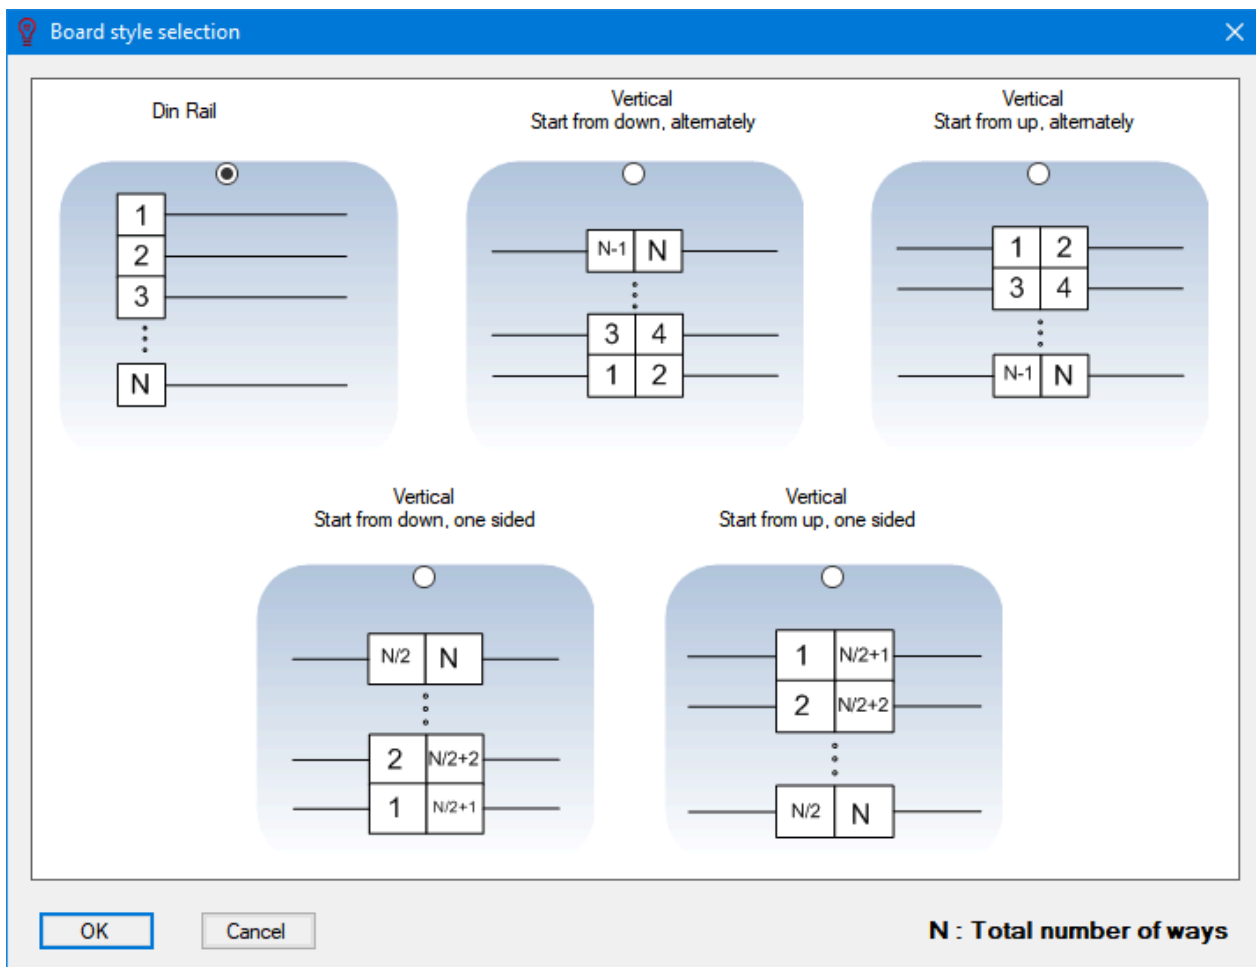 Board style selection
Din Rail
1
2
3
N
Vertical
Start from down, alternately
N-1 N
3 4
1 2
Vertical
Start from up, alternately
1 2
3 4
N-1 N
Vertical
Start from down, one sided
N/2 N
2 N/2+2
1 N/2+1
Vertical
Start from up, one sided
1 N/2+1
2 N/2+2
N/2 N
OK
Cancel
N : Total number of ways